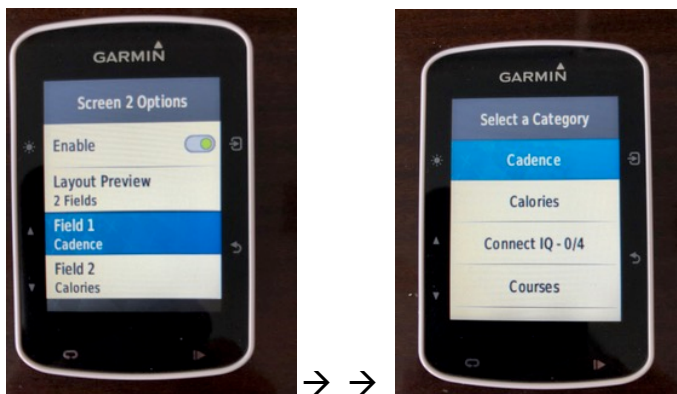 GARMIN
Screen 2 Options
Enable
Layout Preview
2 Fields
Field 1
Cadence
Field 2
Calories
→ →
GARMIN
Select a Category
Cadence
Calories
Connect IQ - 0/4
Courses